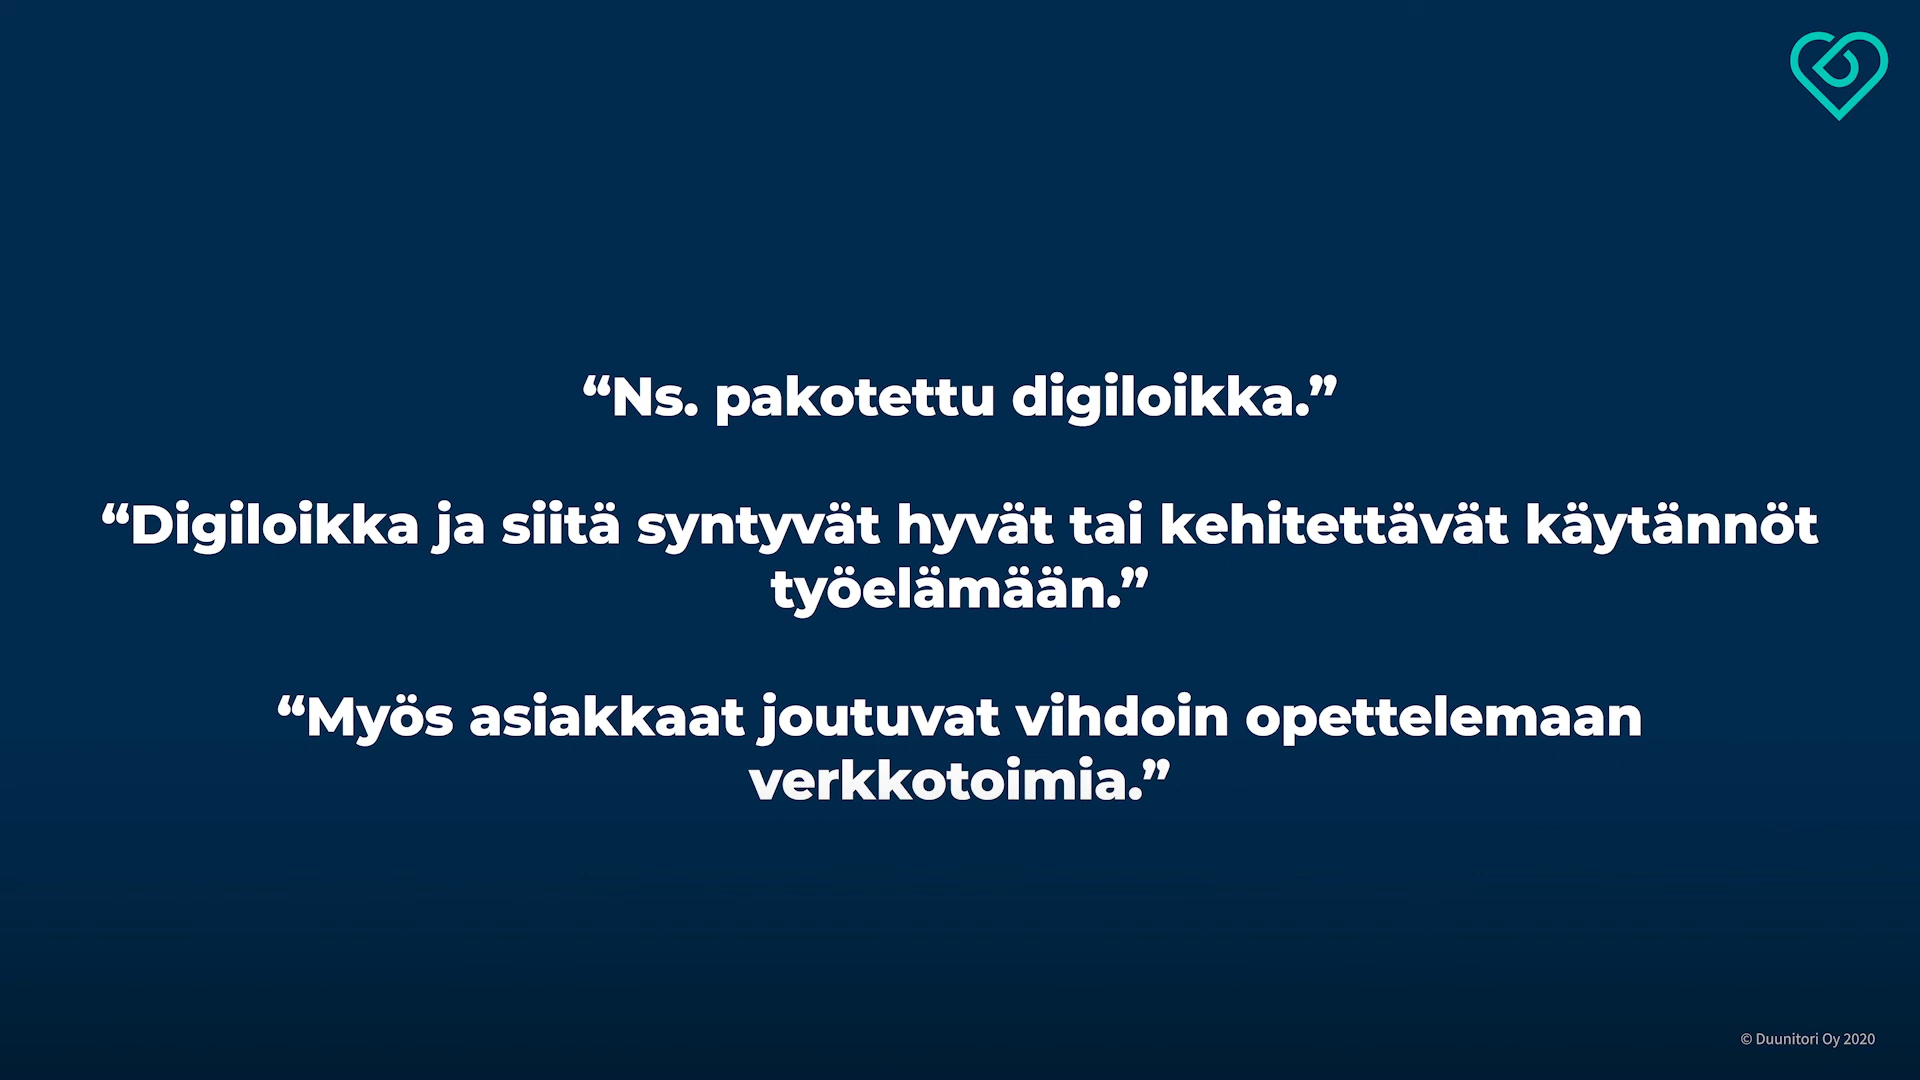 “Ns. pakotettu digiloikka.”
“Digiloikka ja siitä syntyvät hyvät tai kehitettävät käytännöt
työelämään.”
“Myös asiakkaat joutuvat vihdoin opettelemaan
verkkotoimia.”
© Duunitori Oy 2020